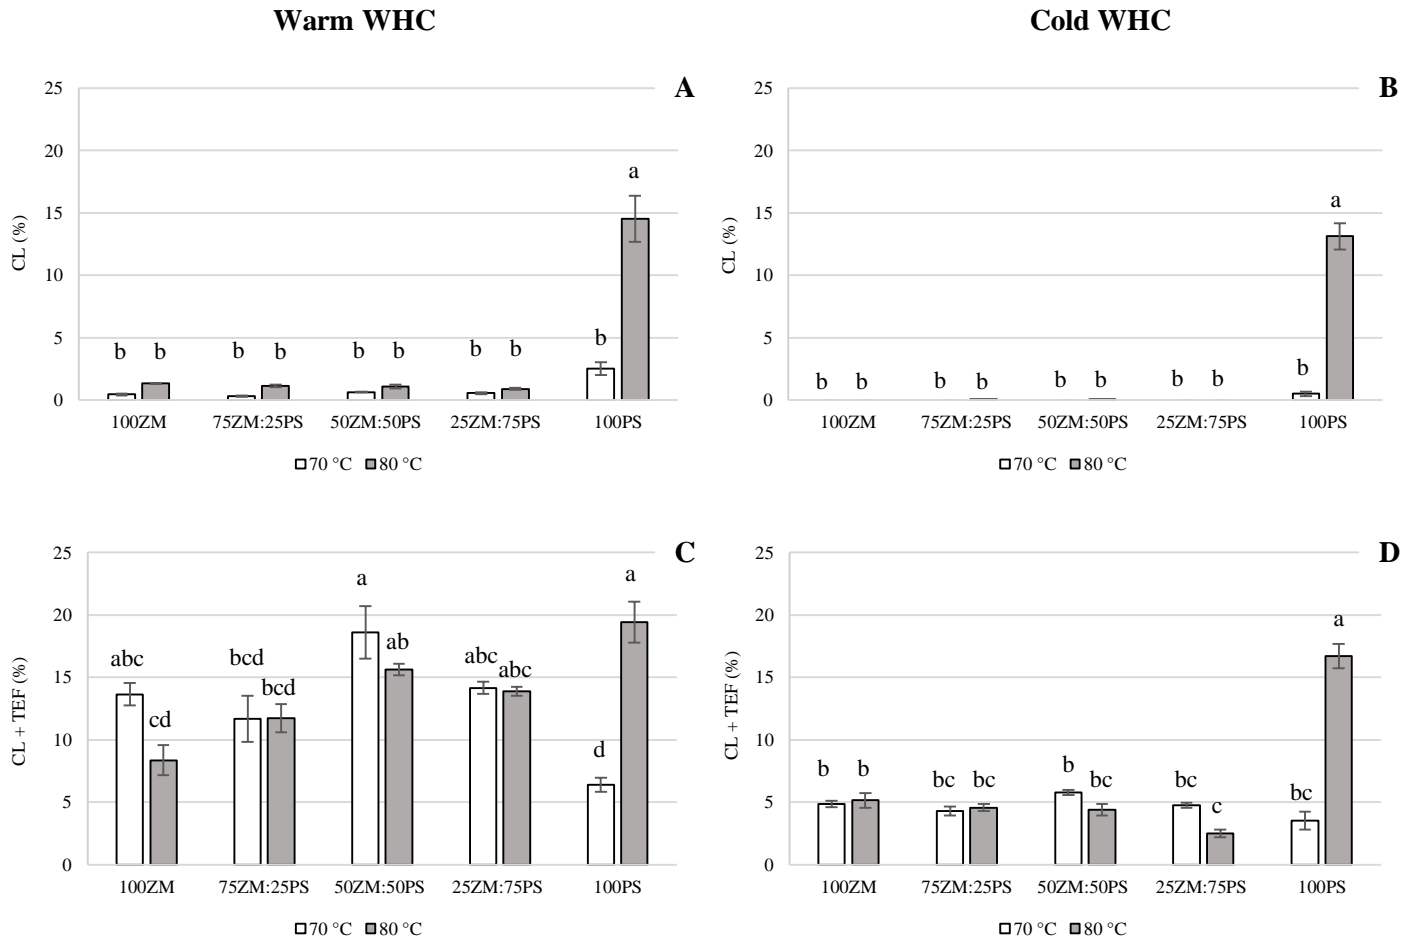 Warm WHC
Cold WHC
A
25
20
15
10
5
0
CL (%)
b b b b b b b b b a
100ZM 75ZM:25PS 50ZM:50PS 25ZM:75PS 100PS
70 °C 80 °C
B
25
20
15
10
5
0
CL (%)
b b b b b b b b b a
100ZM 75ZM:25PS 50ZM:50PS 25ZM:75PS 100PS
70 °C 80 °C
C
25
20
15
10
5
0
CL + TEF (%)
abc cd bcd bcd a ab abc abc d a
100ZM 75ZM:25PS 50ZM:50PS 25ZM:75PS 100PS
70 °C 80 °C
D
25
20
15
10
5
0
CL + TEF (%)
b b bc bc b bc bc c bc a
100ZM 75ZM:25PS 50ZM:50PS 25ZM:75PS 100PS
70 °C 80 °C